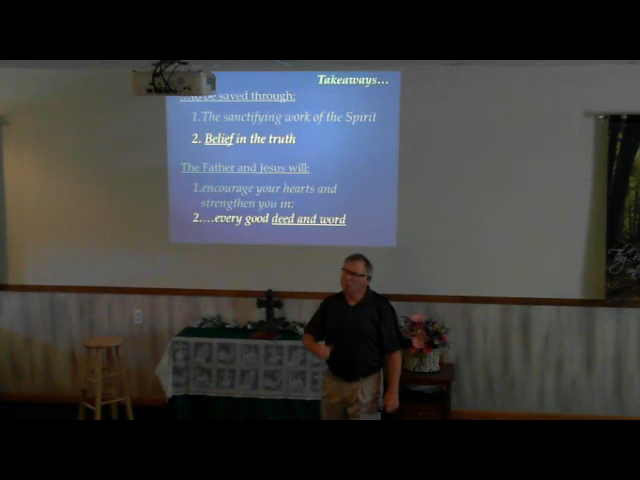 Takeaways...
...to be saved through:
1.The sanctifying work of the Spirit
2. Belief in the truth
The Father and Jesus will:
1.encourage your hearts and
strengthen you in:
2....every good deed and word